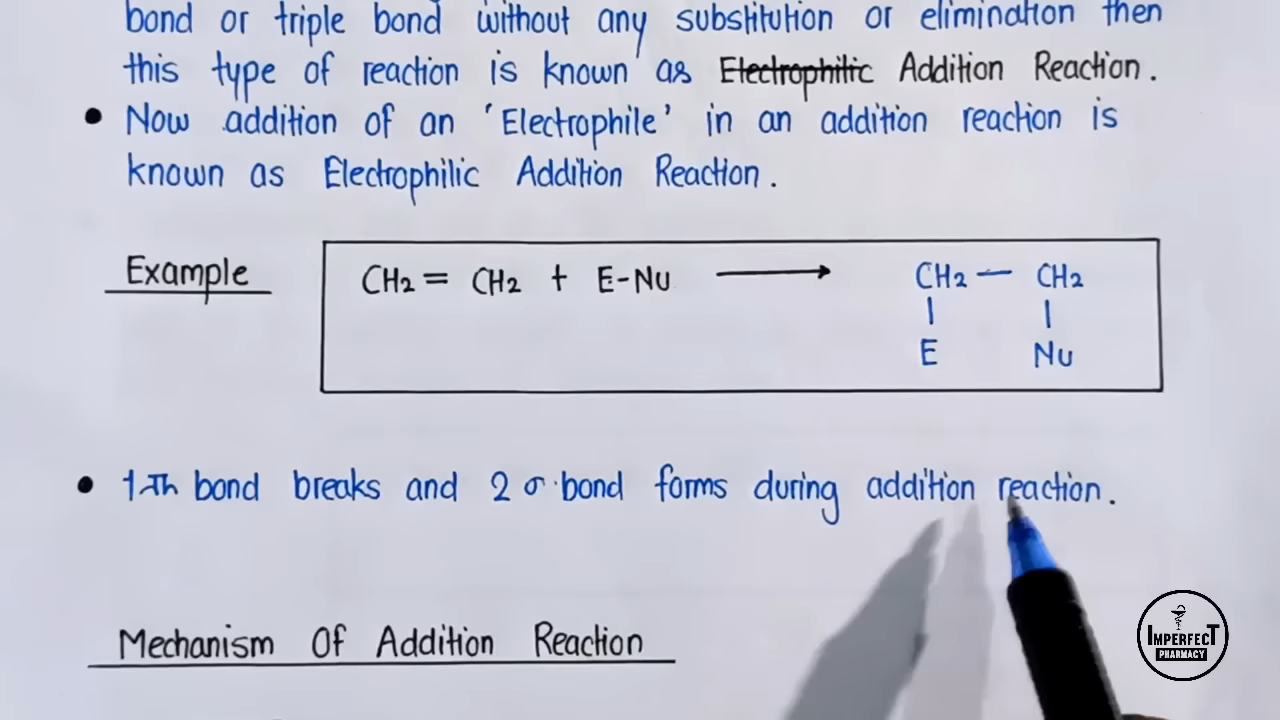 bond or triple bond without any substitution or elimination then
this type of reaction is known as Electrophilic Addition Reaction.
• Now addition of an 'Electrophile' in an addition reaction is
known as Electrophilic Addition Reaction.
Example
CH2 = CH2 + E-Nu ⟶ CH2 — CH2
| |
E Nu
• 1 bond breaks and 2 σ bond forms during addition reaction.
Mechanism Of Addition Reaction
IMPERFECT
PHARMACY